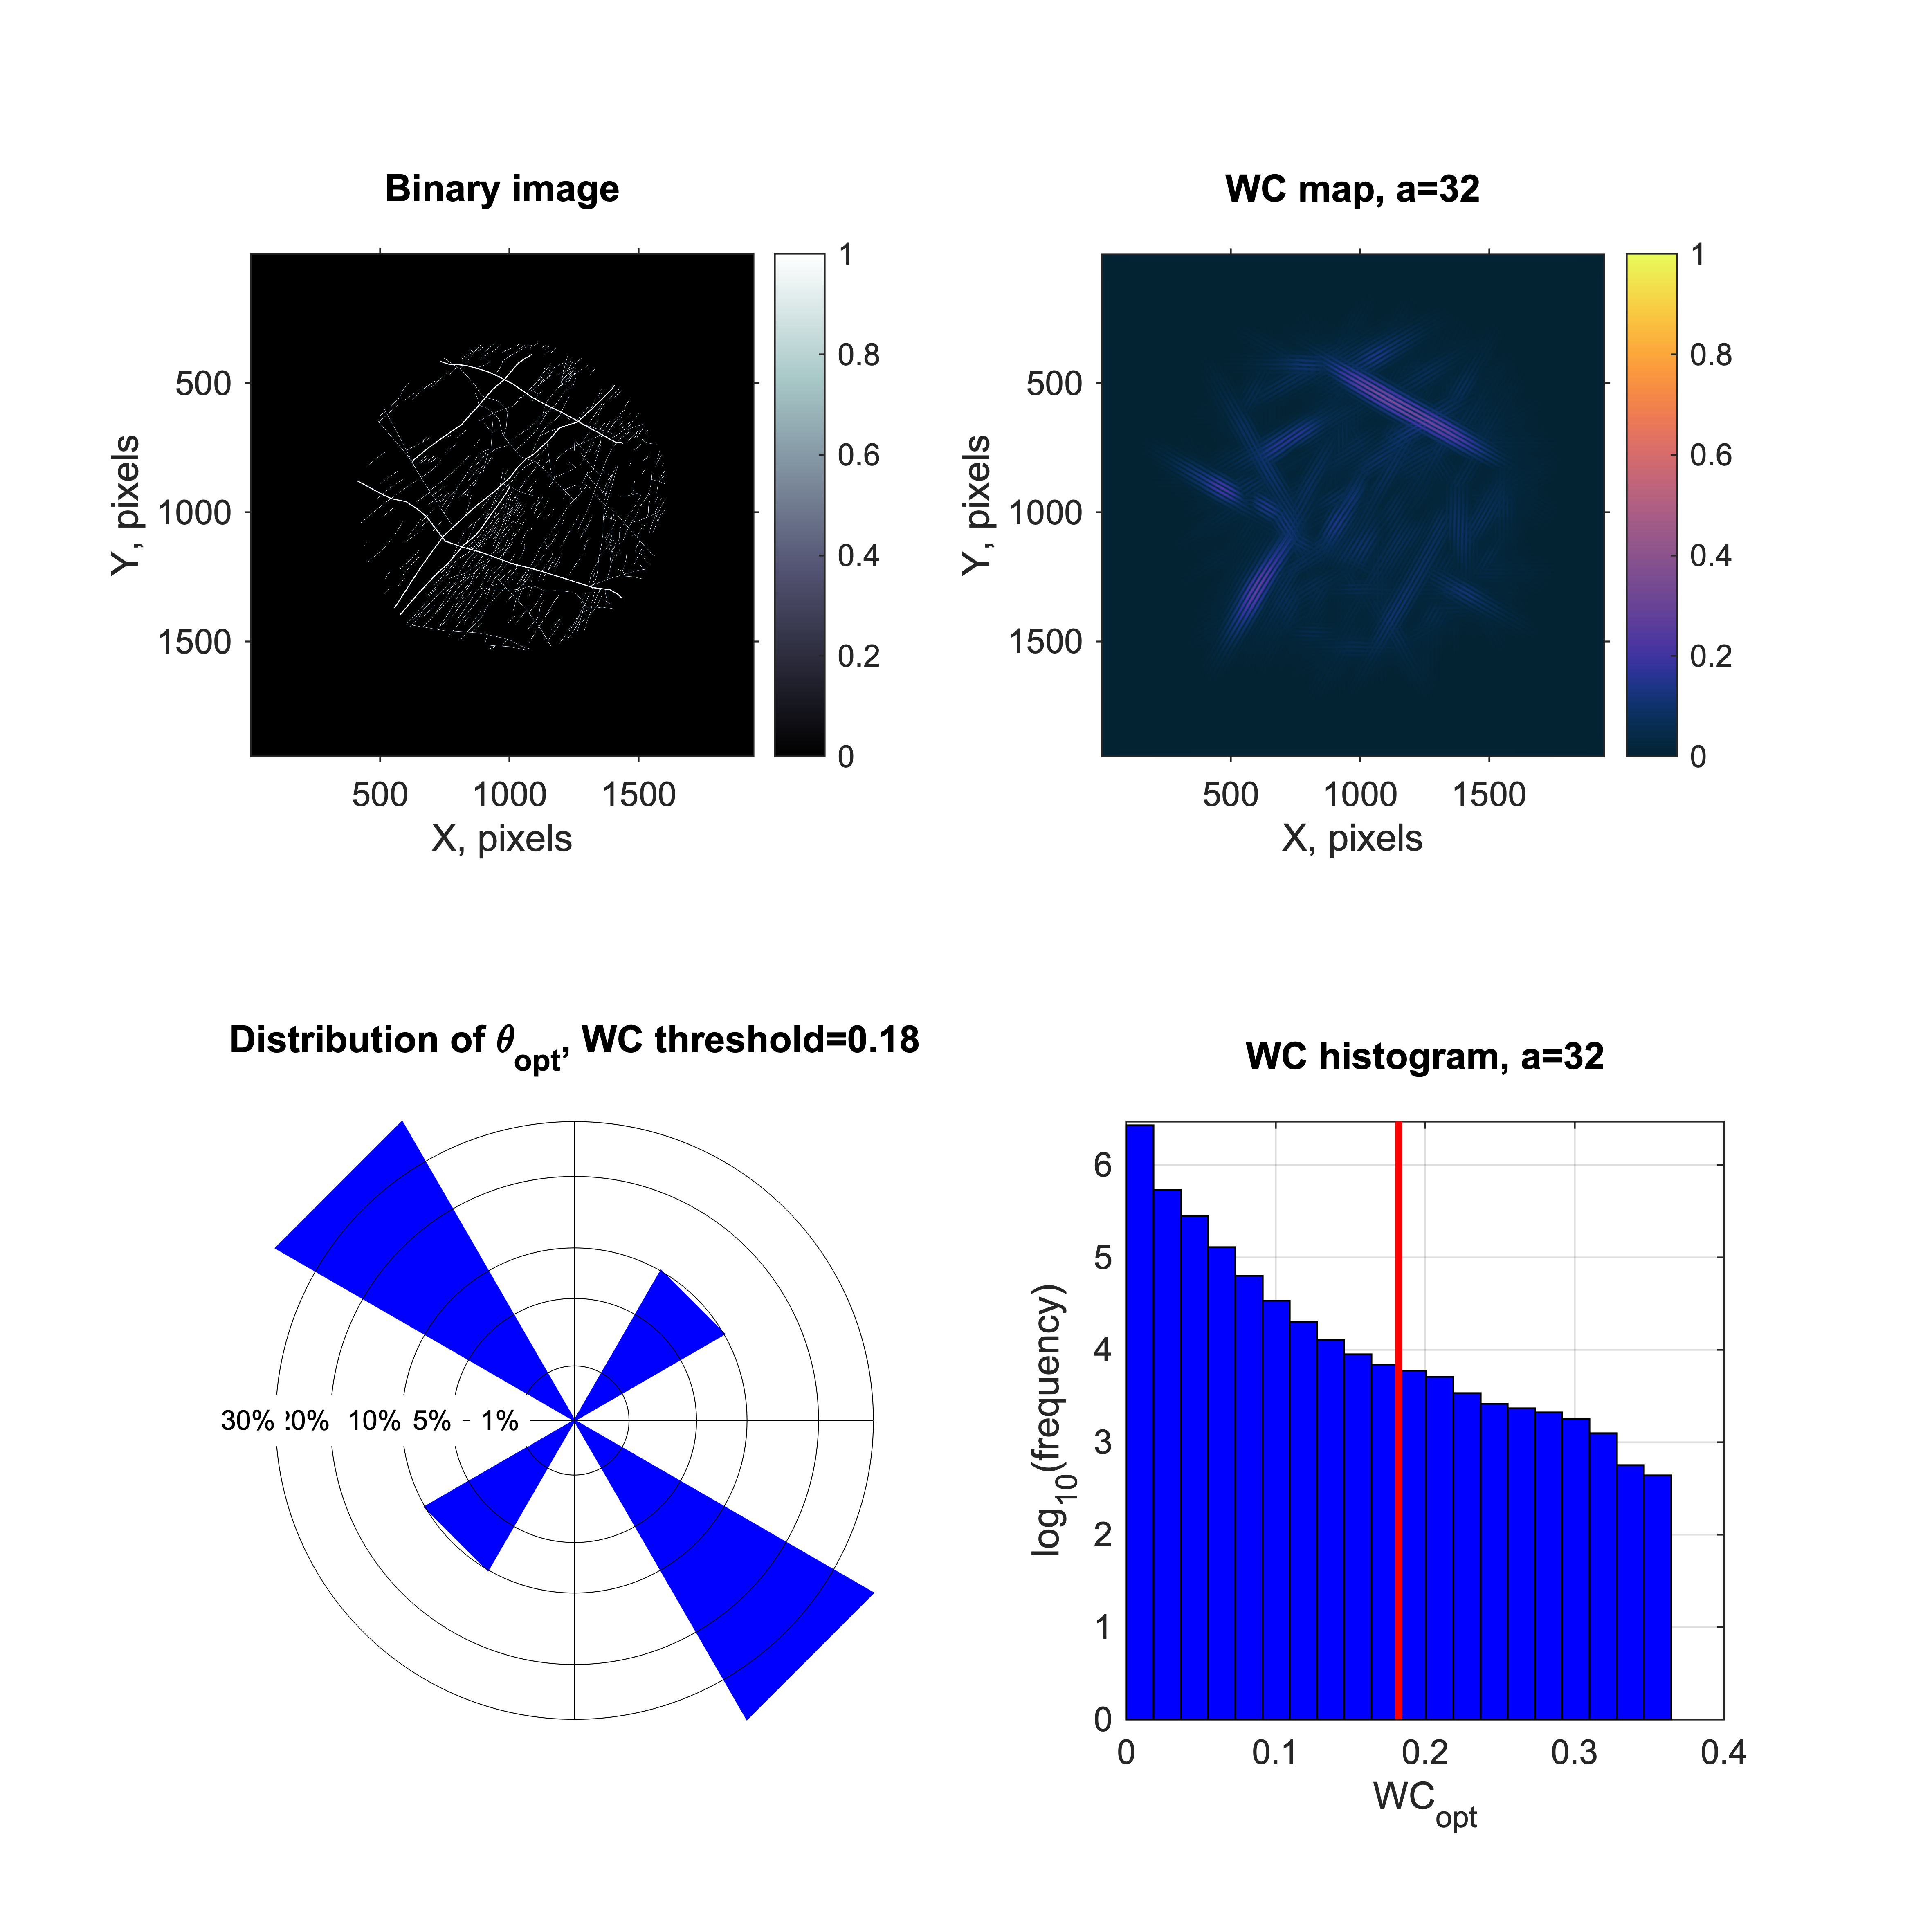 Binary image
1
0.8
0.6
0.4
0.2
0
500
1000
1500
Y, pixels
500 1000 1500
X, pixels
WC map, a=32
1
0.8
0.6
0.4
0.2
0
500
1000
1500
Y, pixels
500 1000 1500
X, pixels
Distribution of θopt, WC threshold=0.18
30% 20% 10% 5% 1%
WC histogram, a=32
6
5
4
3
2
1
0
log10(frequency)
0 0.1 0.2 0.3 0.4
WCopt